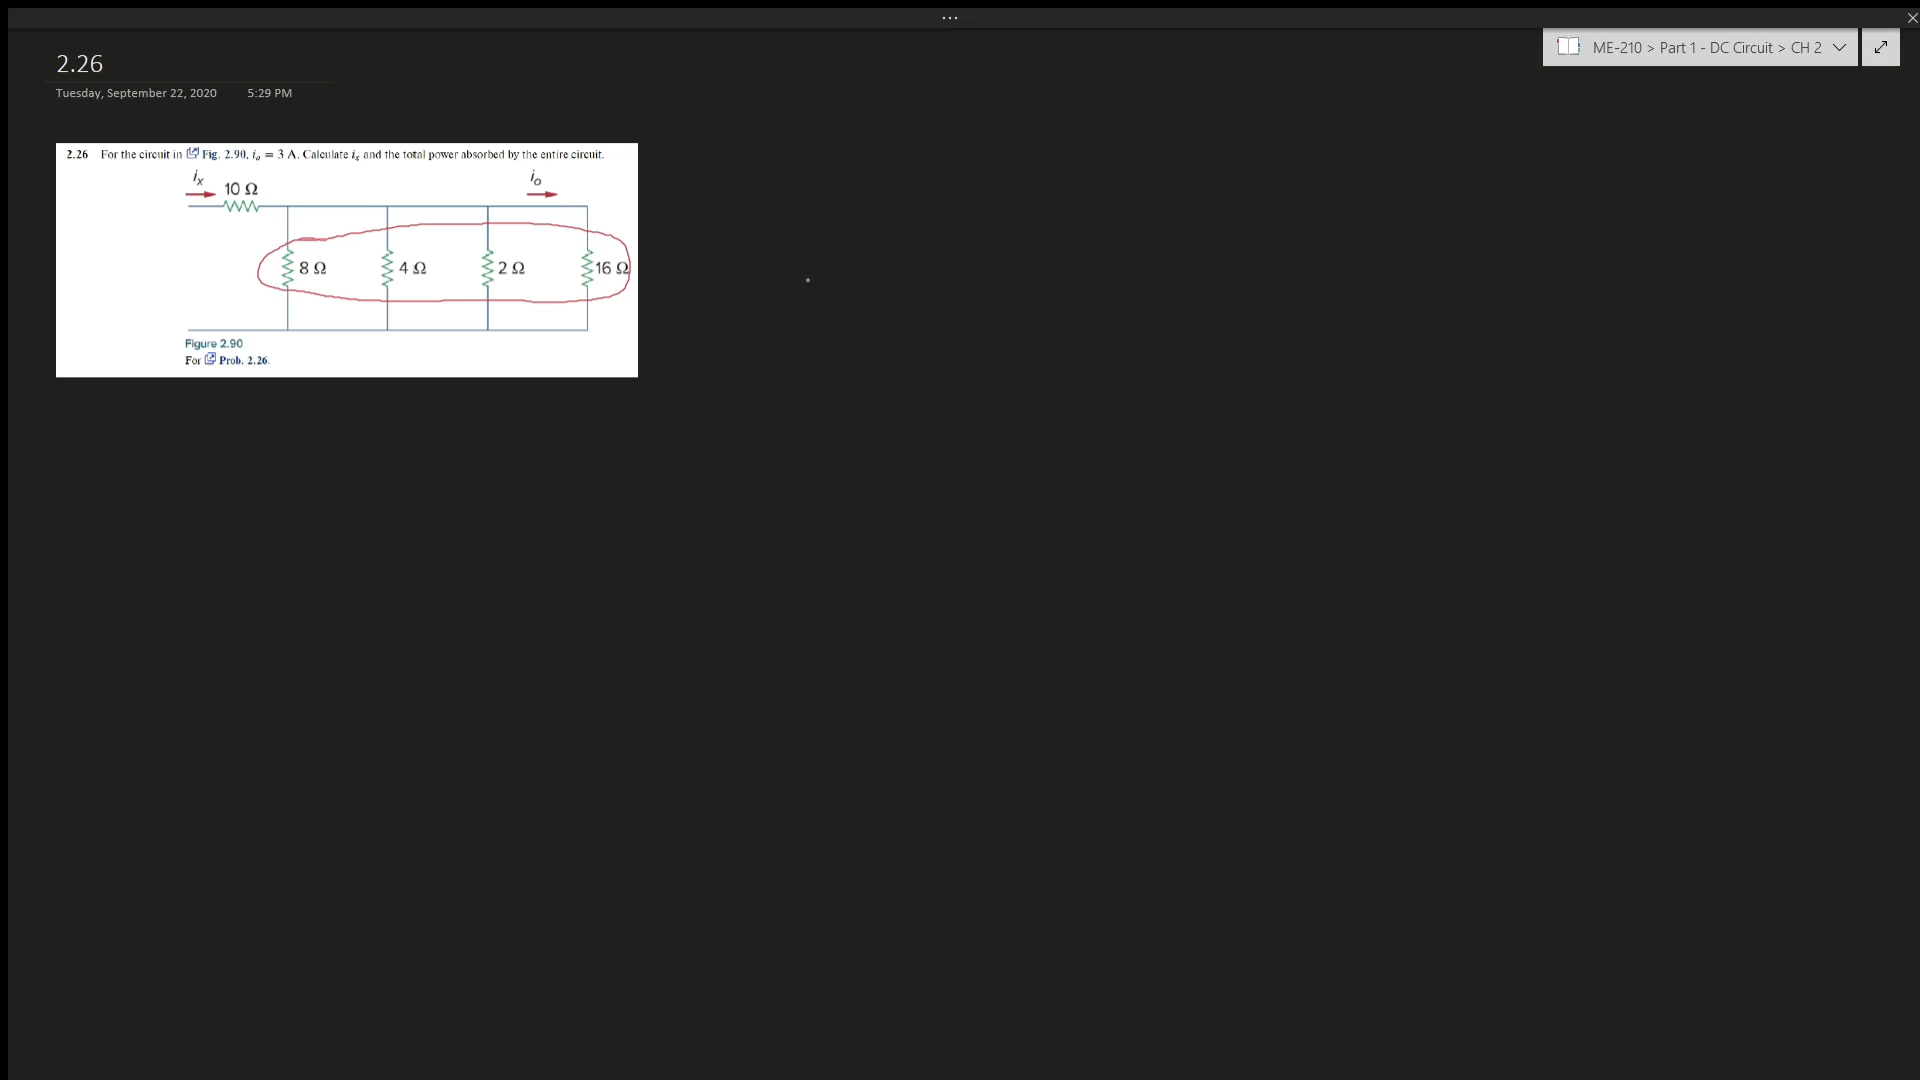 ...
ME-210 > Part 1 - DC Circuit > CH 2
2.26
Tuesday, September 22, 2020 5:29 PM
2.26 For the circuit in Fig. 2.90, iₒ = 3 A. Calculate iₓ and the total power absorbed by the entire circuit.
iₓ
iₒ
10 Ω
8 Ω
4 Ω
2 Ω
16 Ω
Figure 2.90
For Prob. 2.26.